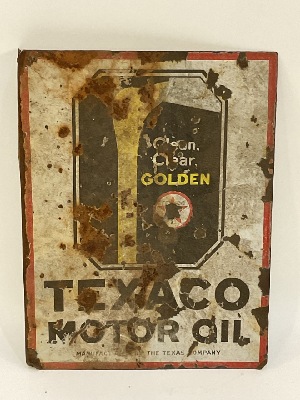 Clean,
Clear,
GOLDEN
TEXACO
MOTOR OIL
THE TEXAS COMPANY